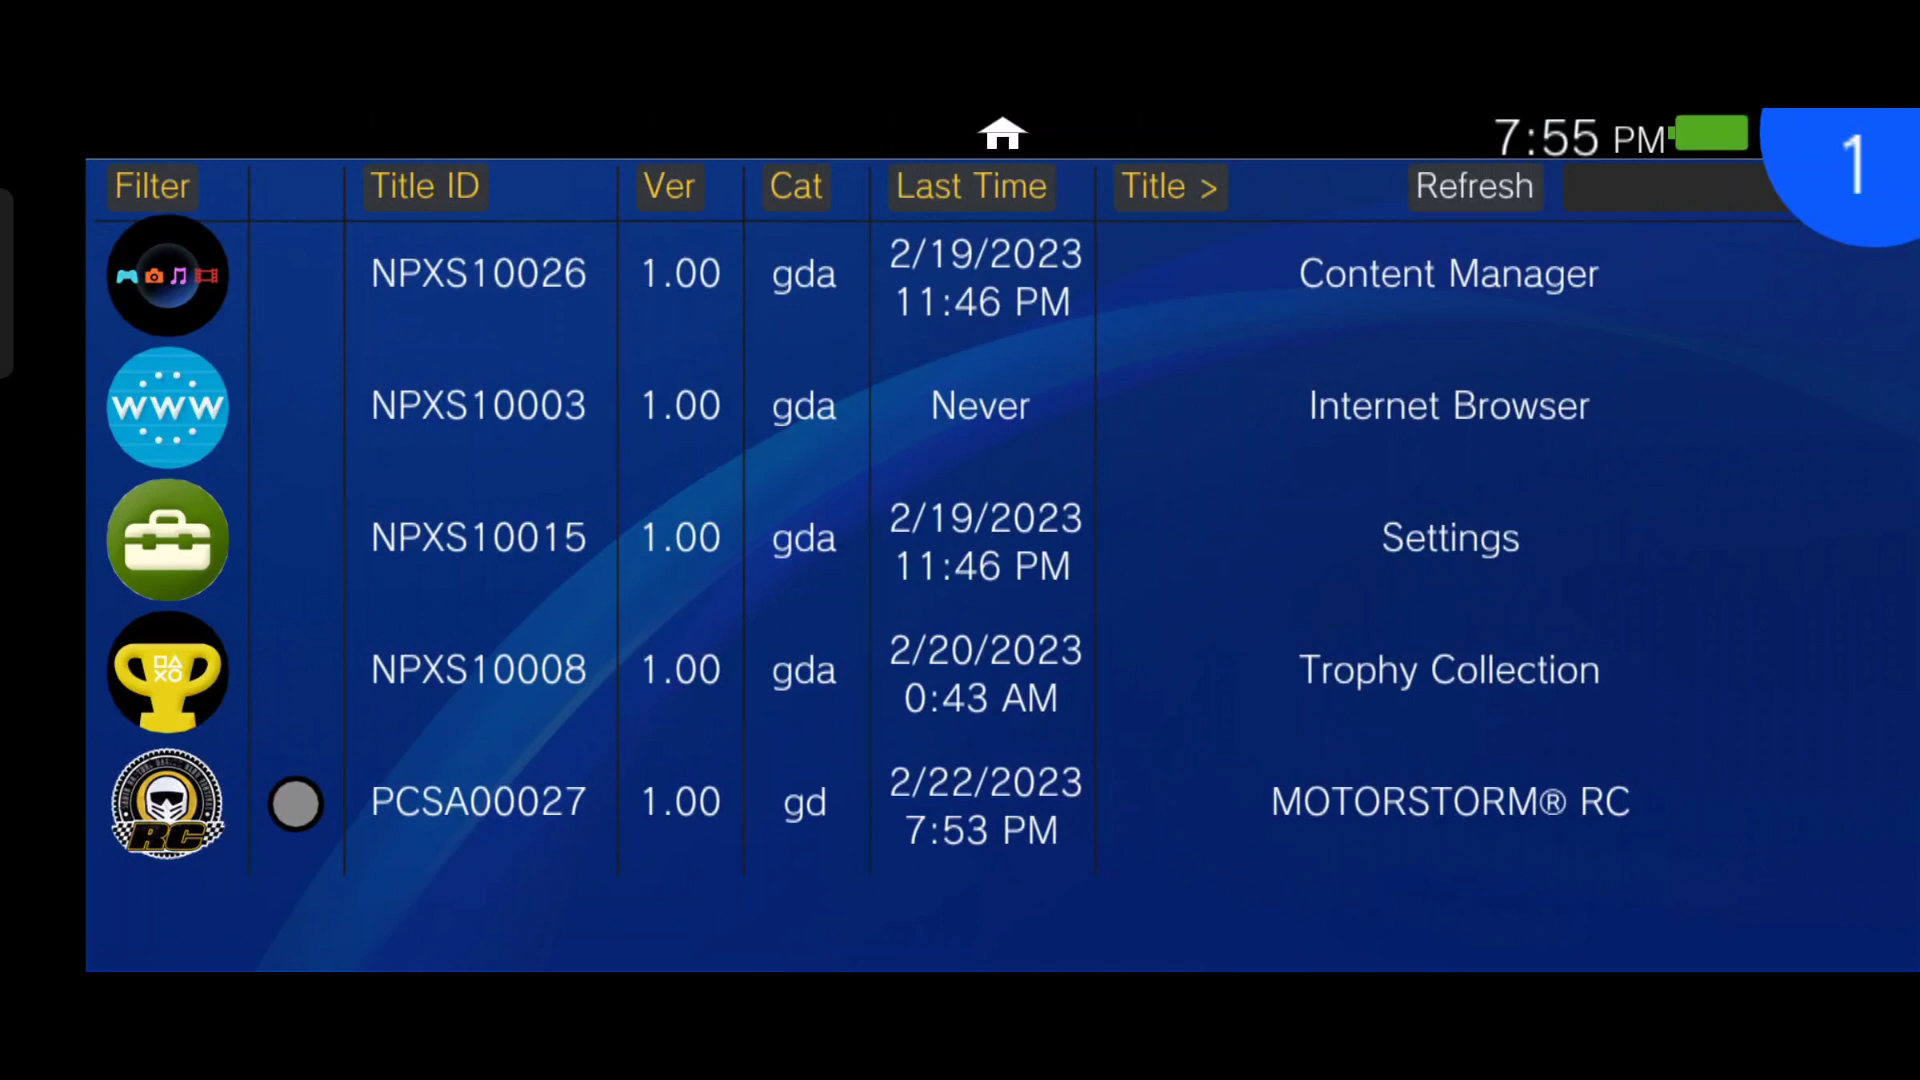 7:55 PM
1
Filter Title ID Ver Cat Last Time Title > Refresh
NPXS10026 1.00 gda 2/19/2023 11:46 PM Content Manager
WWW NPXS10003 1.00 gda Never Internet Browser
NPXS10015 1.00 gda 2/19/2023 11:46 PM Settings
NPXS10008 1.00 gda 2/20/2023 0:43 AM Trophy Collection
RC PCSA00027 1.00 gd 2/22/2023 7:53 PM MOTORSTORM® RC